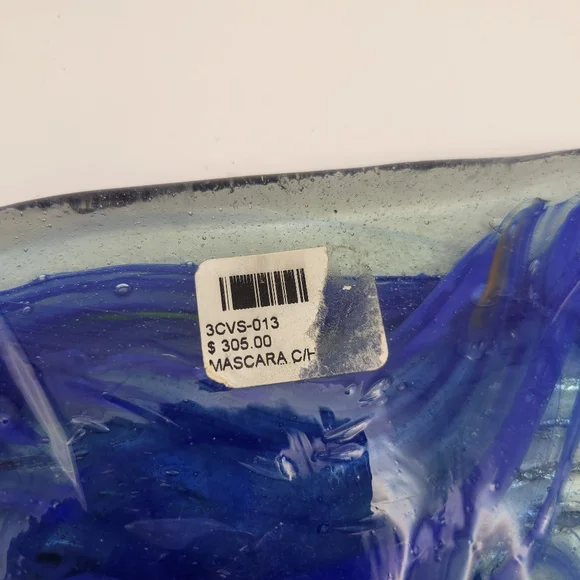 3CVS-013
$ 305.00
MASCARA C/H